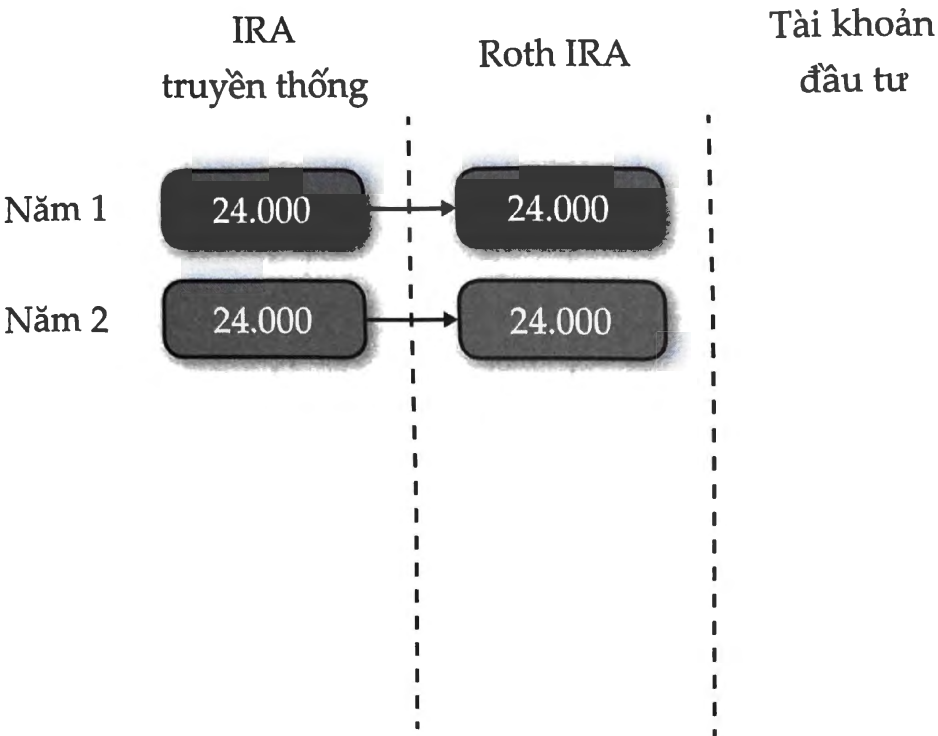 IRA
truyền thống
Roth IRA
Tài khoản
đầu tư
Năm 1
24.000
24.000
Năm 2
24.000
24.000